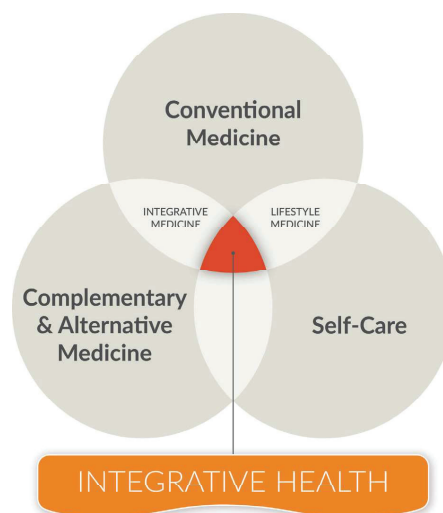 Conventional
Medicine
INTEGRATIVE
MEDICINE
LIFESTYLE
MEDICINE
Complementary
& Alternative
Medicine
Self-Care
INTEGRATIVE HEALTH